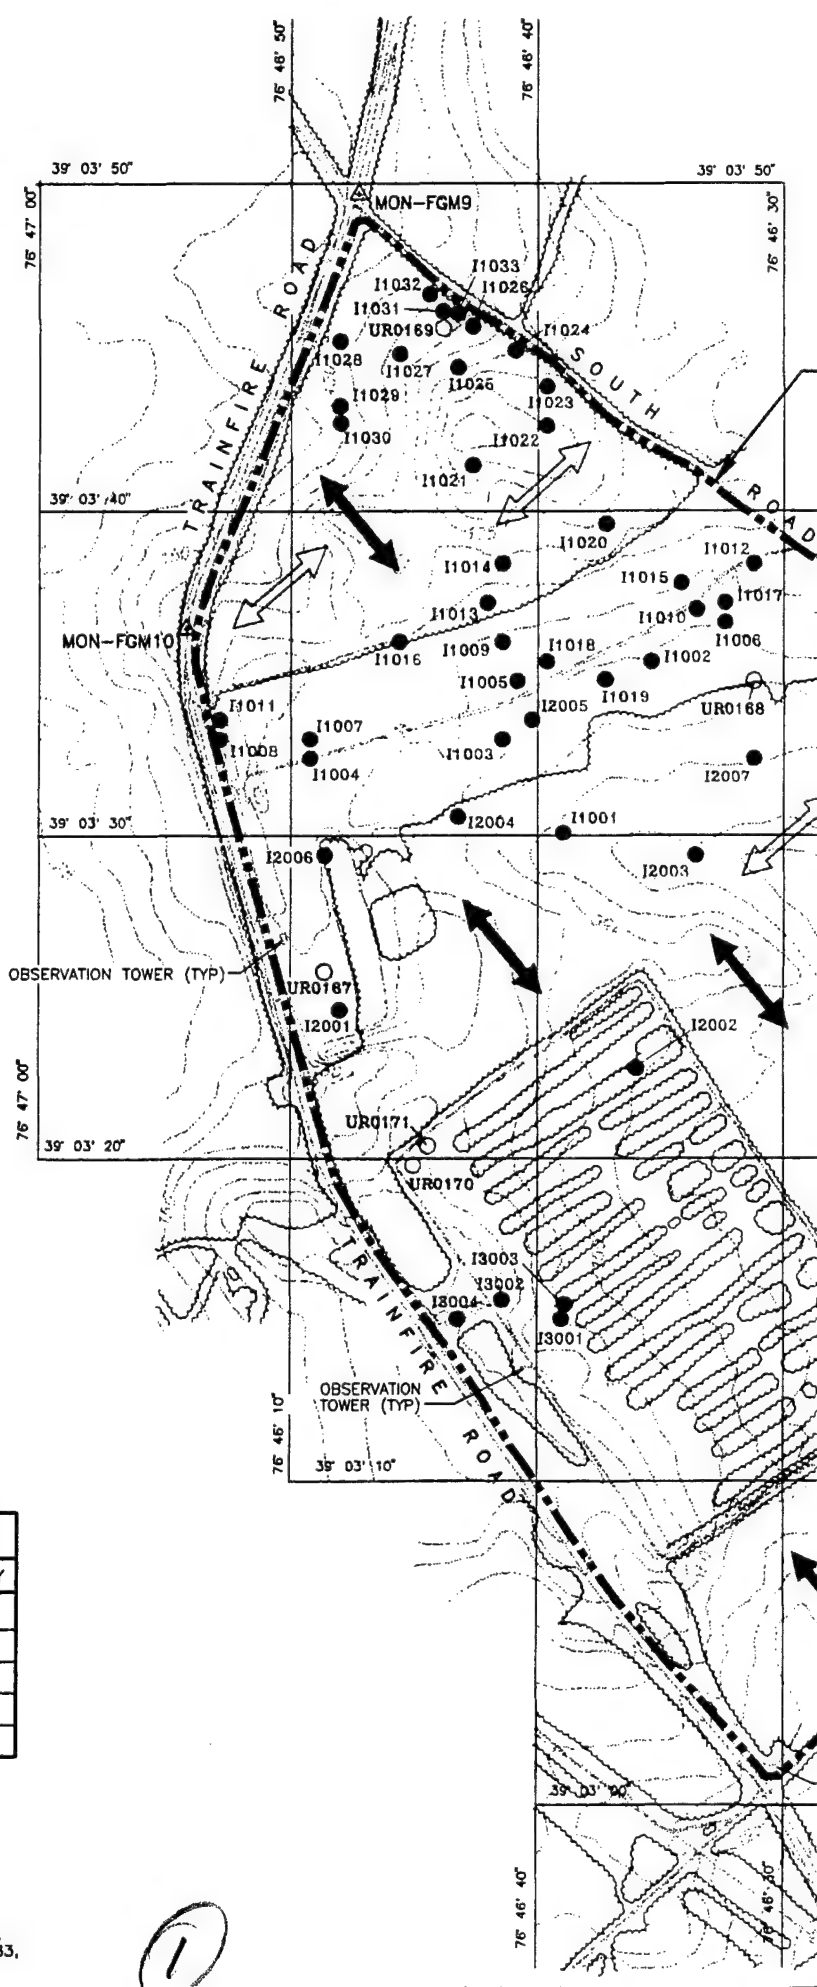 76° 46' 50"
76° 46' 40"
39° 03' 50"
39° 03' 50"
76° 47' 00"
76° 46' 30"
MON-FGM9
TRAINFIRE ROAD
I1033
I1032
I1026
I1031
UR0169
I1024
I1028
I1027
I1025
SOUTH ROAD
I1029
I1023
I1030
I1022
I1021
39° 03' 40"
I1020
I1014
I1012
I1015
I1017
I1013
I1010
MON-FGM10
I1016
I1009
I1006
I1018
I1002
I1005
I1019
UR0168
I1011
I2005
I1007
I1008
I1003
I1004
I2007
39° 03' 30"
I2004
I1001
I2006
I2003
OBSERVATION TOWER (TYP)
UR0167
I2001
I2002
76° 47' 00"
UR0171
39° 03' 20"
UR0170
TRAINFIRE ROAD
I3003
I3002
I3004
I3001
OBSERVATION
TOWER (TYP)
76° 46' 10"
39° 03' 10"
39° 03' 00"
76° 46' 40"
76° 46' 30"
83,
1